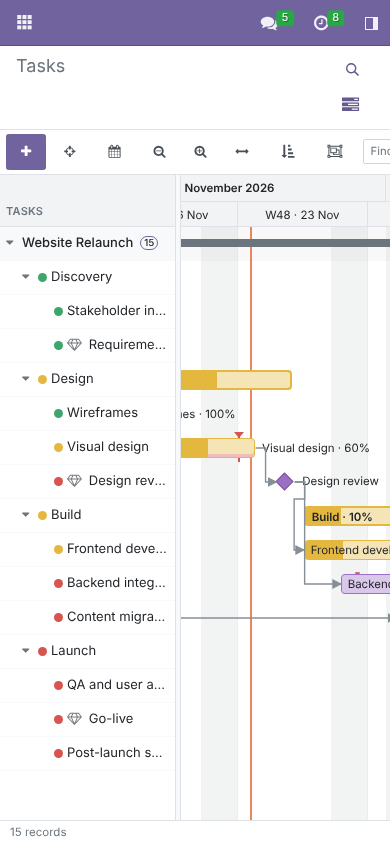 5
8
Tasks
Find
November 2026
TASKS
6 Nov
W48 · 23 Nov
Website Relaunch 15
Discovery
Stakeholder in...
Requireme...
Design
Wireframes
es · 100%
Visual design
Visual design · 60%
Design rev...
Design review
Build
Build · 10%
Frontend deve...
Frontend devel
Backend integ...
Backend
Content migra...
Launch
QA and user a...
Go-live
Post-launch s...
15 records